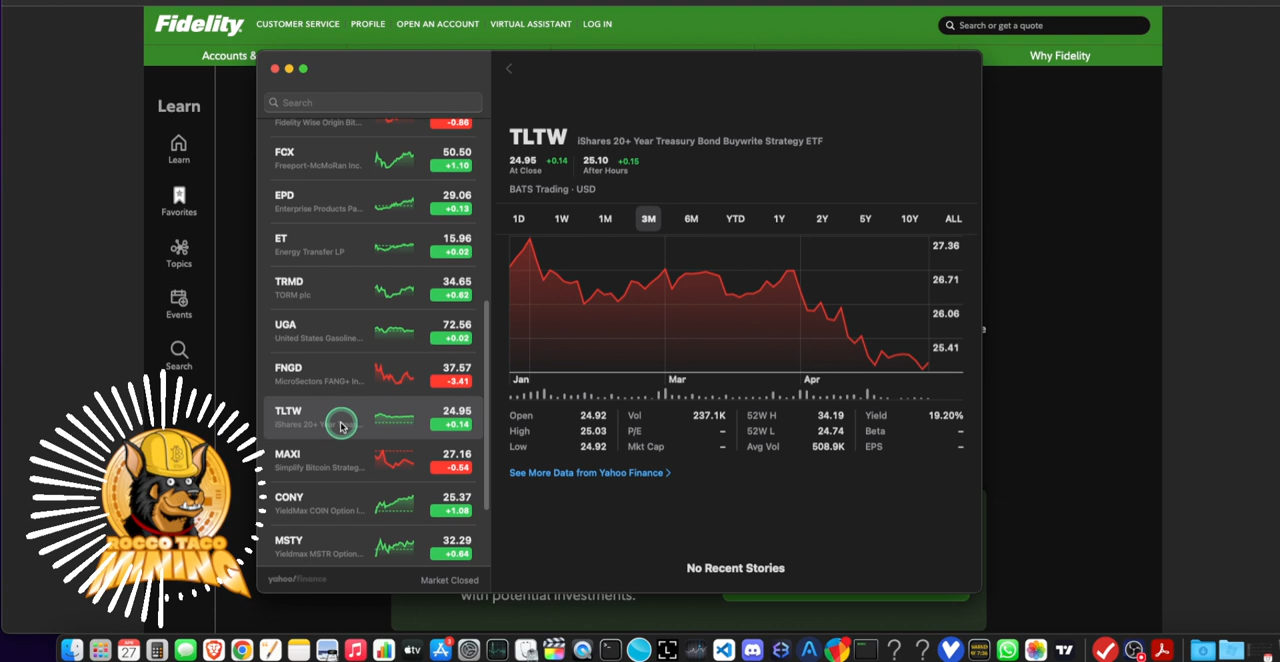 Fidelity
CUSTOMER SERVICE PROFILE OPEN AN ACCOUNT VIRTUAL ASSISTANT LOG IN
Search or get a quote
Accounts &
Why Fidelity
Learn
Learn
Favorites
Topics
Events
Search
Search
Fidelity Wise Origin Bit... -0.86
FCX 50.50
Freeport-McMoRan Inc. +1.10
EPD 29.06
Enterprise Products Pa... +0.13
ET 15.96
Energy Transfer LP +0.02
TRMD 34.65
TORM plc +0.62
UGA 72.56
United States Gasoline... +0.02
FNGD 37.57
MicroSectors FANG+ In... -3.41
TLTW 24.95
iShares 20+ +0.14
MAXI 27.16
Simplify Bitcoin Strateg... -0.54
CONY 25.37
YieldMax COIN Option I... +1.08
MSTY 32.29
Yieldmax MSTR Option... +0.64
yahoo!finance Market Closed
TLTW iShares 20+ Year Treasury Bond Buywrite Strategy ETF
24.95 +0.14 25.10 +0.15
At Close After Hours
BATS Trading · USD
1D 1W 1M 3M 6M YTD 1Y 2Y 5Y 10Y ALL
27.36
26.71
26.06
25.41
Jan Mar Apr
Open 24.92 Vol 237.1K 52W H 34.19 Yield 19.20%
High 25.03 P/E – 52W L 24.74 Beta –
Low 24.92 Mkt Cap – Avg Vol 508.9K EPS –
See More Data from Yahoo Finance >
No Recent Stories
with potential investments.
ROCCO TACO
MINING
APR
27